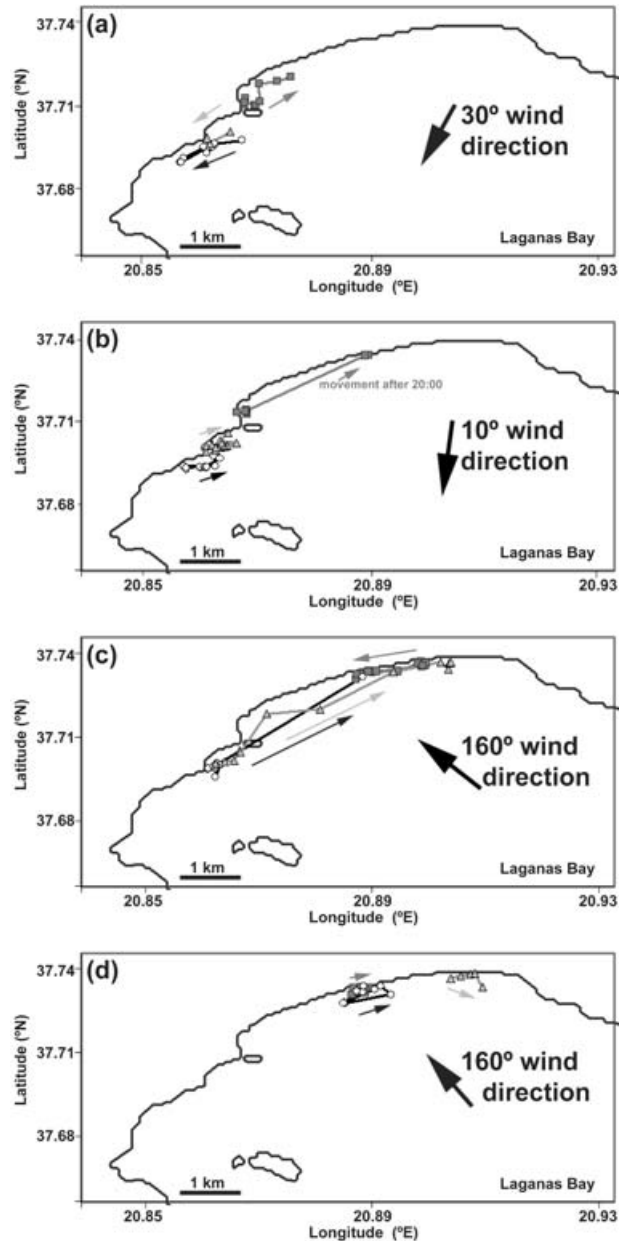 (a)
37.74
37.71
37.68
Latitude (ºN)
30º wind
direction
1 km
Laganas Bay
20.85
20.89
20.93
Longitude (ºE)
(b)
37.74
37.71
37.68
Latitude (ºN)
movement after 20:00
10º wind
direction
1 km
Laganas Bay
20.85
20.89
20.93
Longitude (ºE)
(c)
37.74
37.71
37.68
Latitude (ºN)
160º wind
direction
1 km
Laganas Bay
20.85
20.89
20.93
Longitude (ºE)
(d)
37.74
37.71
37.68
Latitude (ºN)
160º wind
direction
1 km
Laganas Bay
20.85
20.89
20.93
Longitude (ºE)